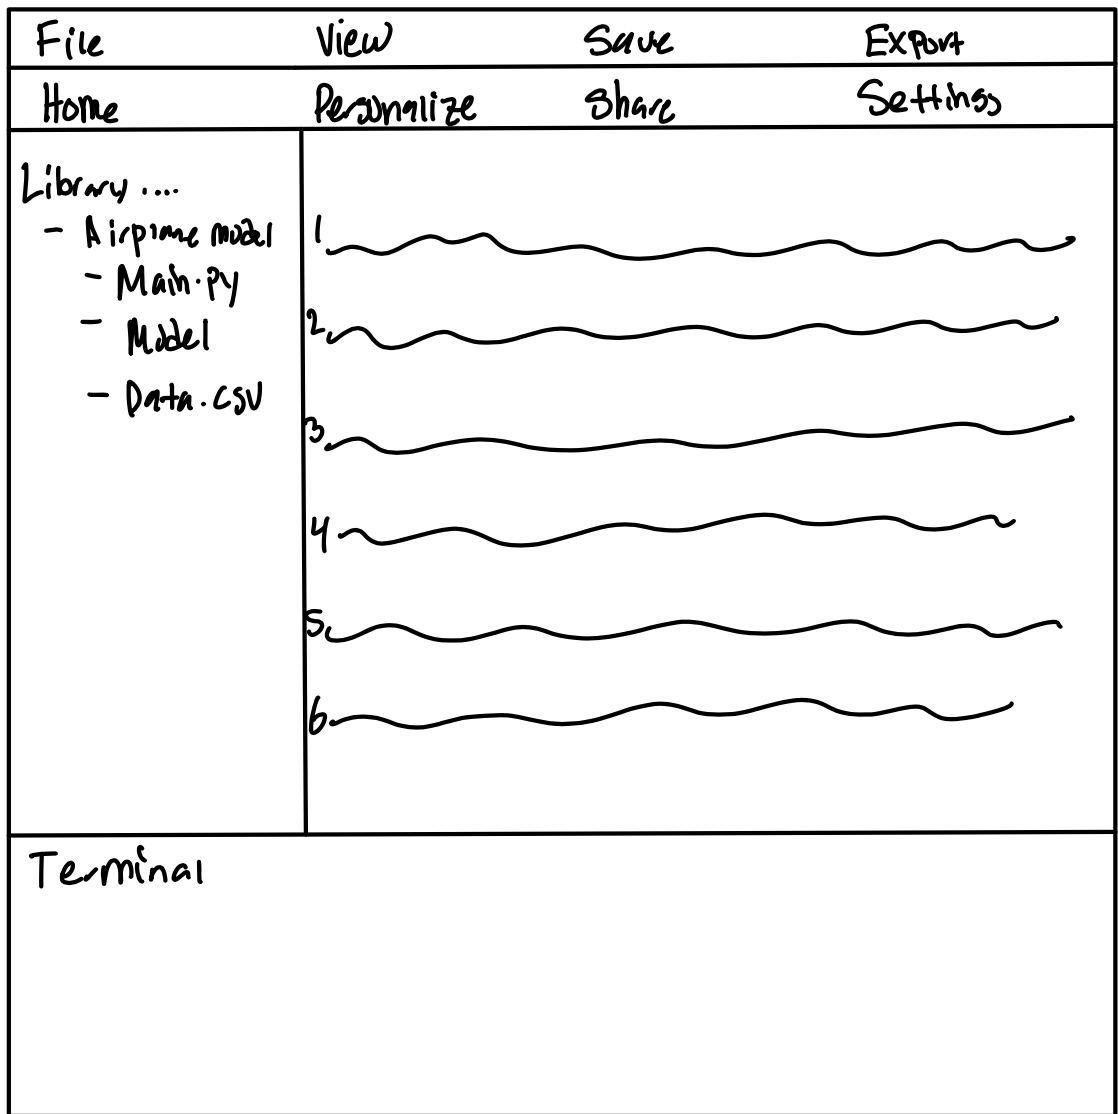 File View Save Export
Home Personalize Share Settings
Library ....
- Airplane model
- Main.py
- Model
- Data.csv
1
2
3
4
5
6
Terminal